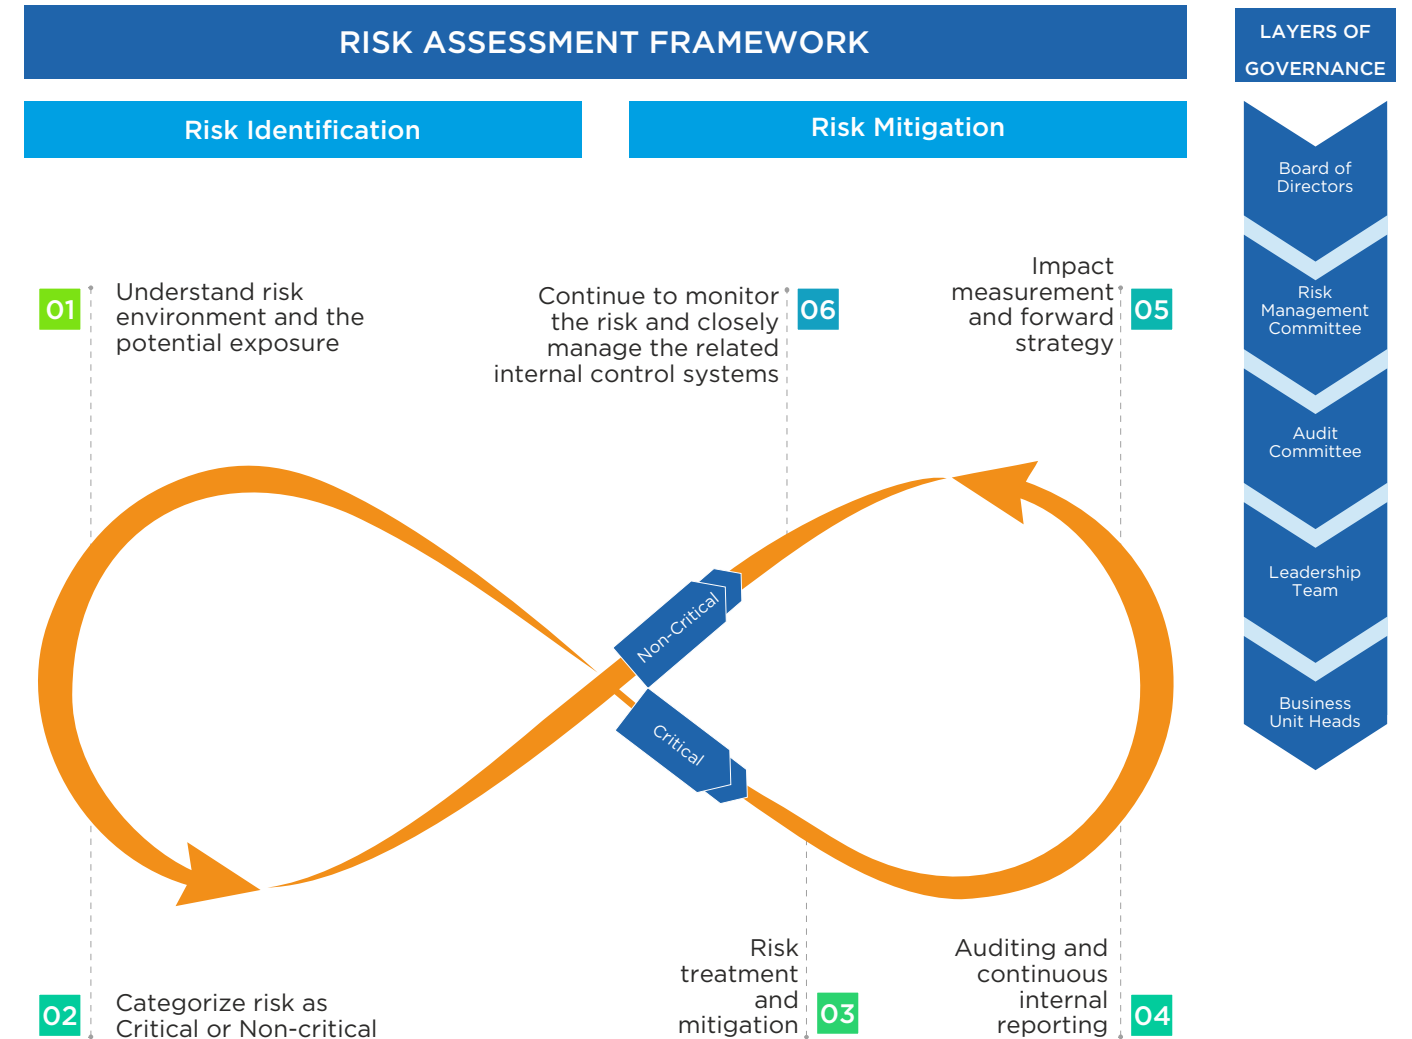 RISK ASSESSMENT FRAMEWORK
Risk Identification
Risk Mitigation
01
Understand risk
environment and the
potential exposure
Continue to monitor
the risk and closely
manage the related
internal control systems
06
Impact
measurement
and forward
strategy
05
Non-Critical
Critical
02
Categorize risk as
Critical or Non-critical
Risk
treatment
and
mitigation
03
Auditing and
continuous
internal
reporting
04
LAYERS OF
GOVERNANCE
Board of
Directors
Risk
Management
Committee
Audit
Committee
Leadership
Team
Business
Unit Heads